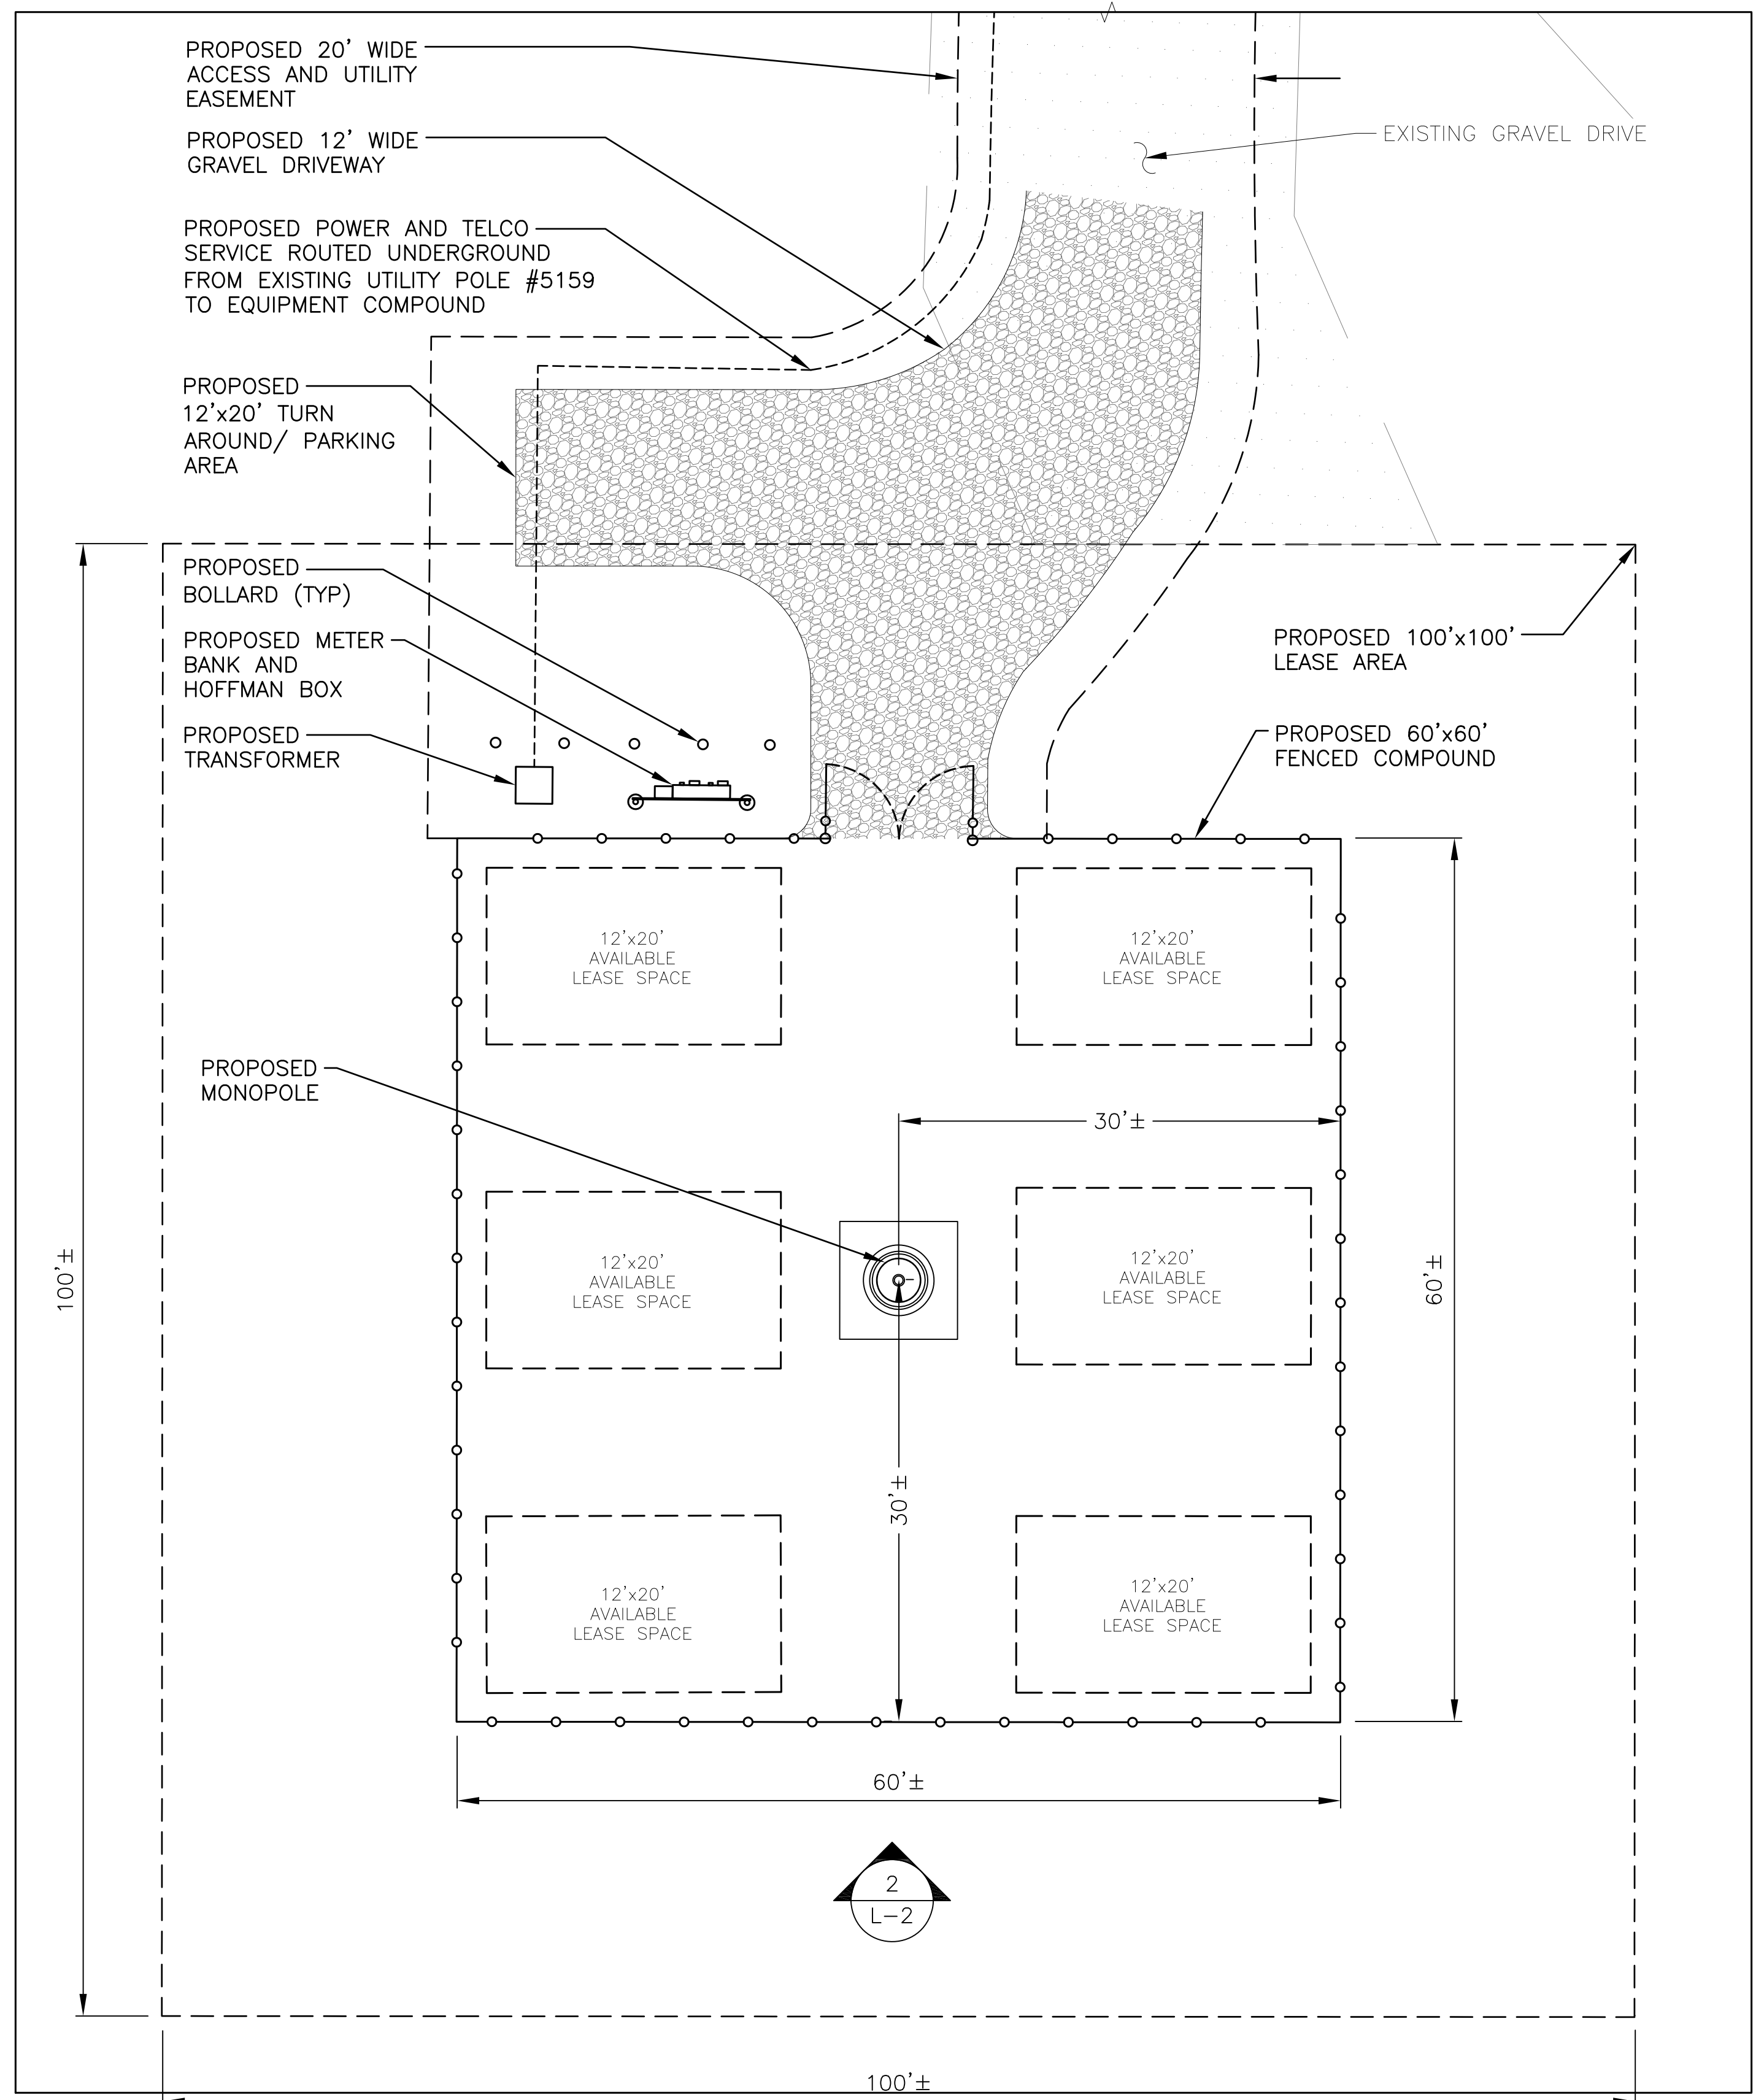 PROPOSED 20' WIDE
ACCESS AND UTILITY
EASEMENT
EXISTING GRAVEL DRIVE
PROPOSED 12' WIDE
GRAVEL DRIVEWAY
PROPOSED POWER AND TELCO
SERVICE ROUTED UNDERGROUND
FROM EXISTING UTILITY POLE #5159
TO EQUIPMENT COMPOUND
PROPOSED
12'x20' TURN
AROUND/ PARKING
AREA
PROPOSED
BOLLARD (TYP)
PROPOSED METER
BANK AND
HOFFMAN BOX
PROPOSED
TRANSFORMER
PROPOSED 100'x100'
LEASE AREA
PROPOSED 60'x60'
FENCED COMPOUND
12'x20'
AVAILABLE
LEASE SPACE
12'x20'
AVAILABLE
LEASE SPACE
PROPOSED
MONOPOLE
30'±
100'±
12'x20'
AVAILABLE
LEASE SPACE
12'x20'
AVAILABLE
LEASE SPACE
60'±
30'±
12'x20'
AVAILABLE
LEASE SPACE
12'x20'
AVAILABLE
LEASE SPACE
60'±
2
L-2
100'±